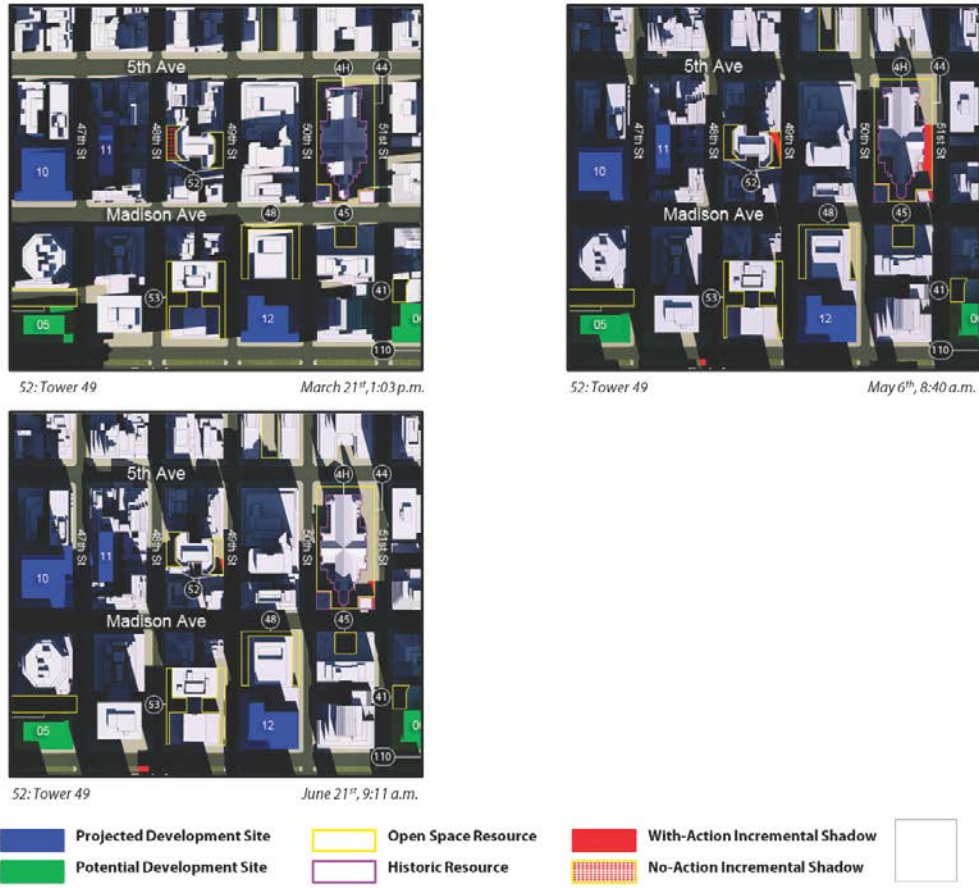 5th Ave
4H
44
47th St
48th St
49th St
50th St
51st St
11
10
52
Madison Ave
48
45
53
41
05
12
110
52: Tower 49
March 21st, 1:03 p.m.
5th Ave
4H
44
47th St
48th St
49th St
50th St
51st St
11
10
52
Madison Ave
48
45
53
41
05
12
110
52: Tower 49
May 6th, 8:40 a.m.
5th Ave
4H
44
47th St
48th St
49th St
50th St
51st St
11
10
52
Madison Ave
48
45
53
41
05
12
110
52: Tower 49
June 21st, 9:11 a.m.
Projected Development Site
Open Space Resource
With-Action Incremental Shadow
Potential Development Site
Historic Resource
No-Action Incremental Shadow